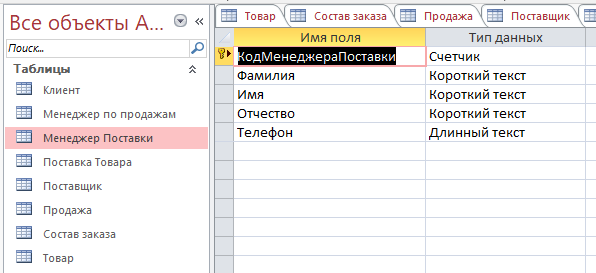 Все объекты A...
Поиск...
Таблицы
Клиент
Менеджер по продажам
Менеджер Поставки
Поставка Товара
Поставщик
Продажа
Состав заказа
Товар
Товар Состав заказа Продажа Поставщик
Имя поля Тип данных
КодМенеджераПоставки Счетчик
Фамилия Короткий текст
Имя Короткий текст
Отчество Короткий текст
Телефон Длинный текст